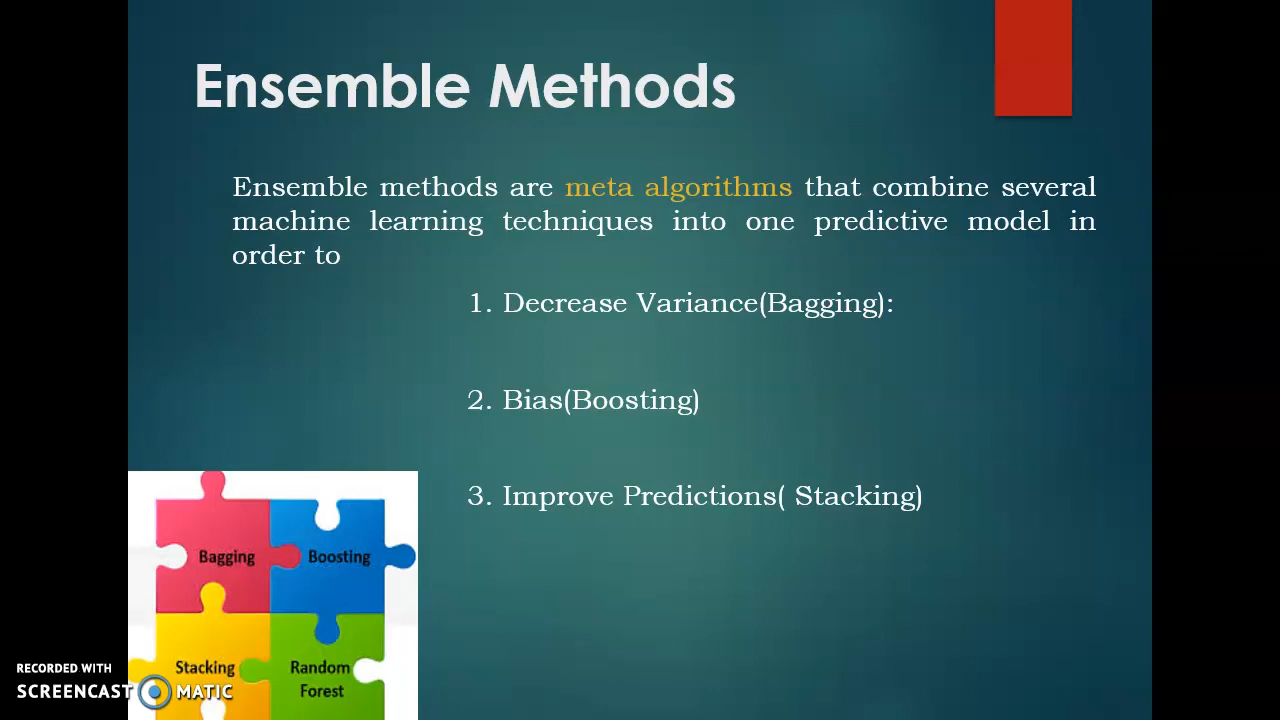 Ensemble Methods
Ensemble methods are meta algorithms that combine several
machine learning techniques into one predictive model in
order to
1. Decrease Variance(Bagging):
2. Bias(Boosting)
3. Improve Predictions( Stacking)
Bagging
Boosting
Stacking
Random
Forest
RECORDED WITH
SCREENCAST MATIC